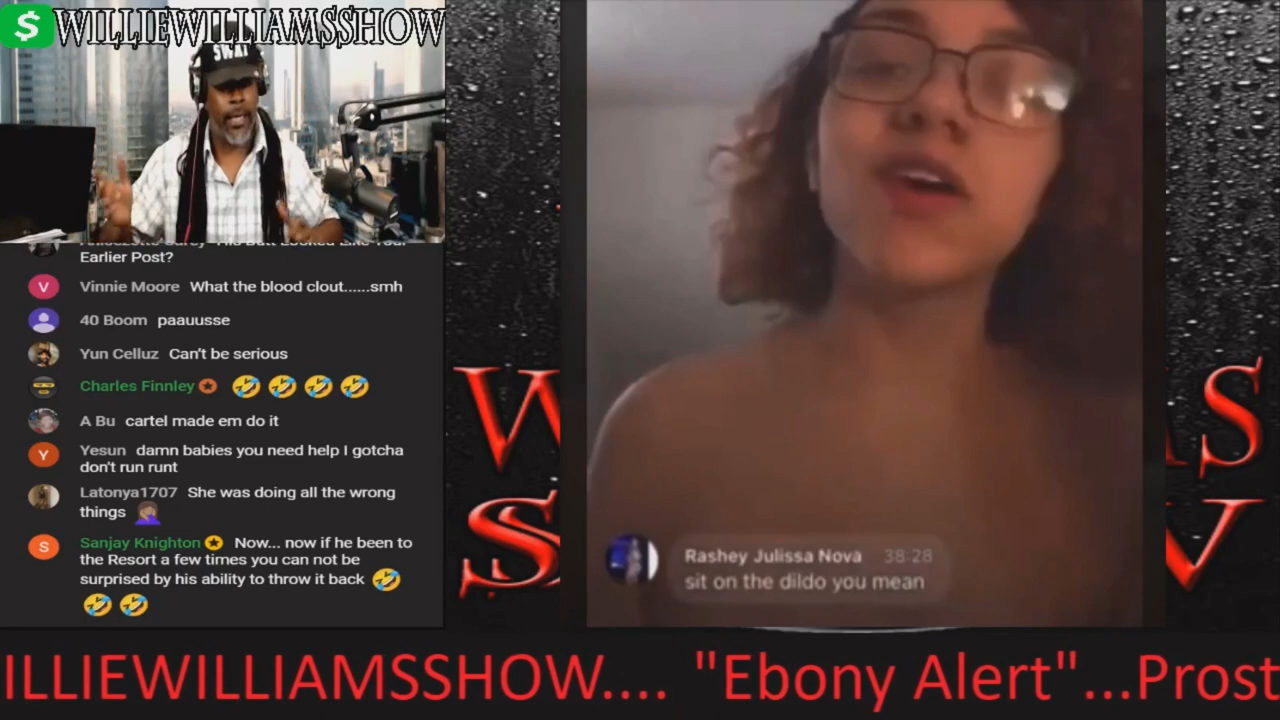 $WILLIEWILLIAMSSHOW
SWAT
Earlier Post?
V Vinnie Moore What the blood clout......smh
40 Boom paauusse
Yun Celluz Can't be serious
Charles Finnley 🤣 🤣 🤣 🤣
A Bu cartel made em do it
Y Yesun damn babies you need help I gotcha
don't run runt
Latonya1707 She was doing all the wrong
things 🤦🏽‍♀️
S Sanjay Knighton Now... now if he been to
the Resort a few times you can not be
surprised by his ability to throw it back 🤣
🤣 🤣
W
S
S
V
Rashey Julissa Nova 38:28
sit on the dildo you mean
ILLIEWILLIAMSSHOW.... "Ebony Alert"...Prost